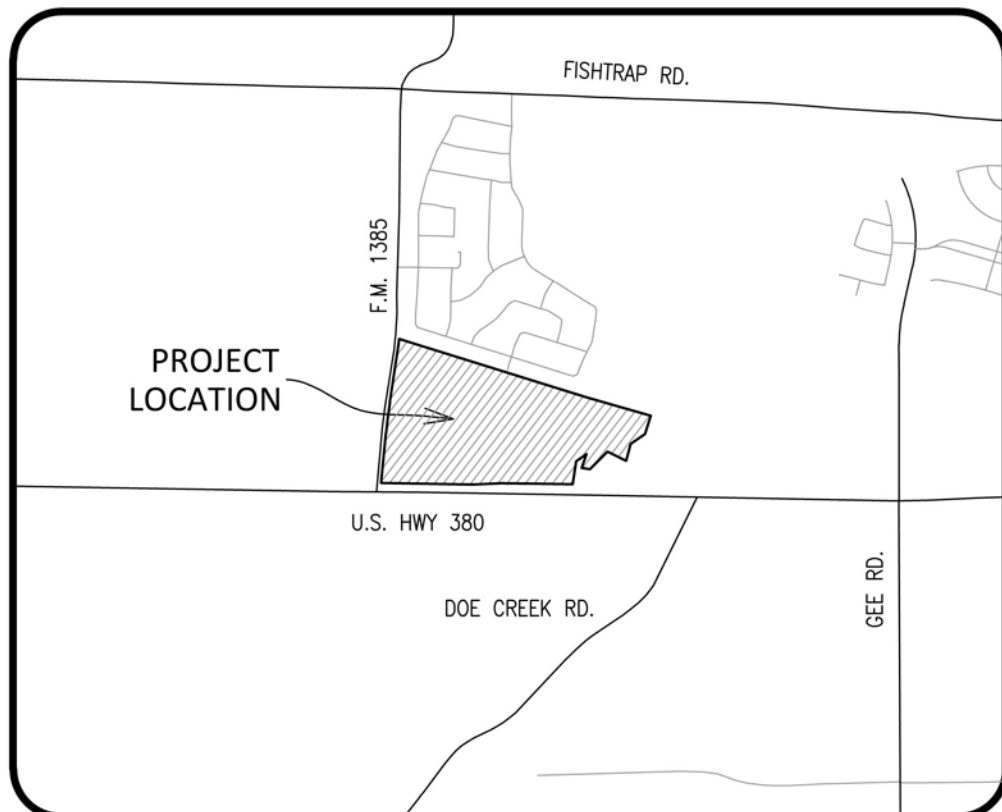 FISHTRAP RD.
F.M. 1385
PROJECT
LOCATION
U.S. HWY 380
DOE CREEK RD.
GEE RD.